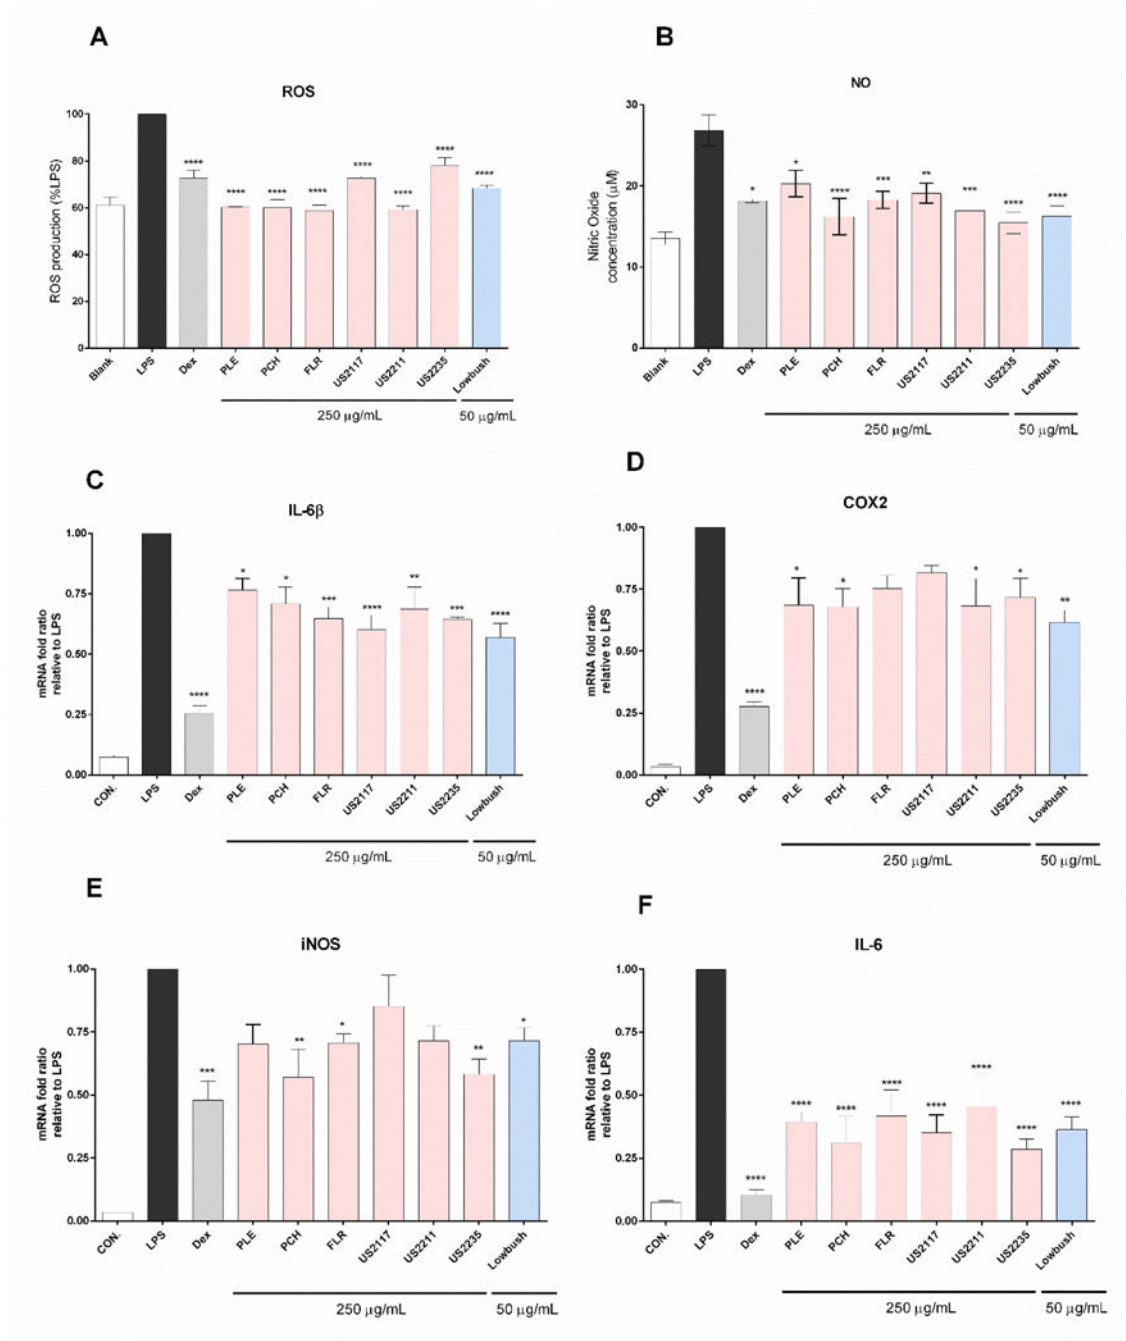 A
ROS
ROS production (%LPS)
100
80
60
40
20
0
****
****
****
****
****
****
****
****
Blank
LPS
Dex
PLE
PCH
FLR
US2117
US2211
US2235
Lowbush
250 µg/mL
50 µg/mL
B
NO
Nitric Oxide
concentration (µM)
30
20
10
0
*
*
****
***
**
***
****
****
Blank
LPS
Dex
PLE
PCH
FLR
US2117
US2211
US2235
Lowbush
250 µg/mL
50 µg/mL
C
IL-6β
mRNA fold ratio
relative to LPS
1.00
0.75
0.50
0.25
0.00
****
*
*
***
****
**
***
****
CON.
LPS
Dex
PLE
PCH
FLR
US2117
US2211
US2235
Lowbush
250 µg/mL
50 µg/mL
D
COX2
mRNA fold ratio
relative to LPS
1.00
0.75
0.50
0.25
0.00
****
*
*
*
*
**
CON.
LPS
Dex
PLE
PCH
FLR
US2117
US2211
US2235
Lowbush
250 µg/mL
50 µg/mL
E
iNOS
mRNA fold ratio
relative to LPS
1.00
0.75
0.50
0.25
0.00
***
**
*
**
*
CON.
LPS
Dex
PLE
PCH
FLR
US2117
US2211
US2235
Lowbush
250 µg/mL
50 µg/mL
F
IL-6
mRNA fold ratio
relative to LPS
1.00
0.75
0.50
0.25
0.00
****
****
****
****
****
****
****
****
CON.
LPS
Dex
PLE
PCH
FLR
US2117
US2211
US2235
Lowbush
250 µg/mL
50 µg/mL